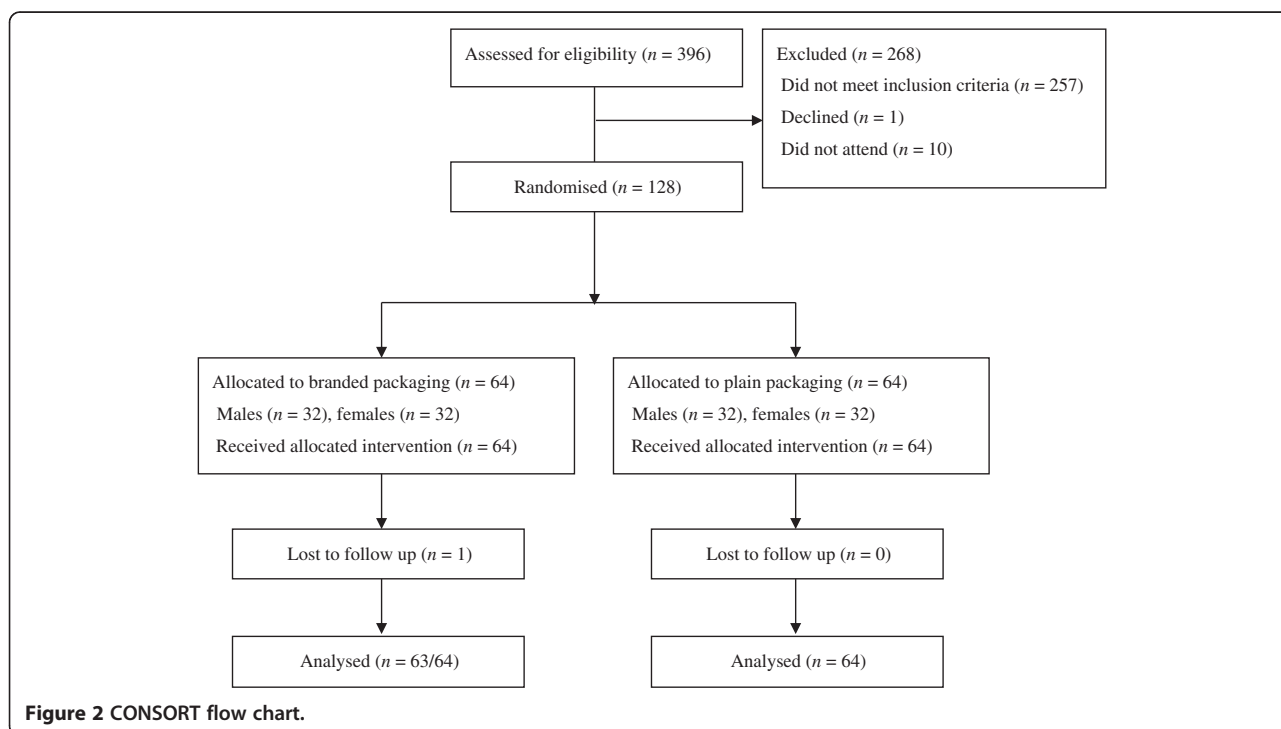 Assessed for eligibility (n = 396)
Excluded (n = 268)
Did not meet inclusion criteria (n = 257)
Declined (n = 1)
Did not attend (n = 10)
Randomised (n = 128)
Allocated to branded packaging (n = 64)
Males (n = 32), females (n = 32)
Received allocated intervention (n = 64)
Allocated to plain packaging (n = 64)
Males (n = 32), females (n = 32)
Received allocated intervention (n = 64)
Lost to follow up (n = 1)
Lost to follow up (n = 0)
Analysed (n = 63/64)
Analysed (n = 64)
Figure 2 CONSORT flow chart.